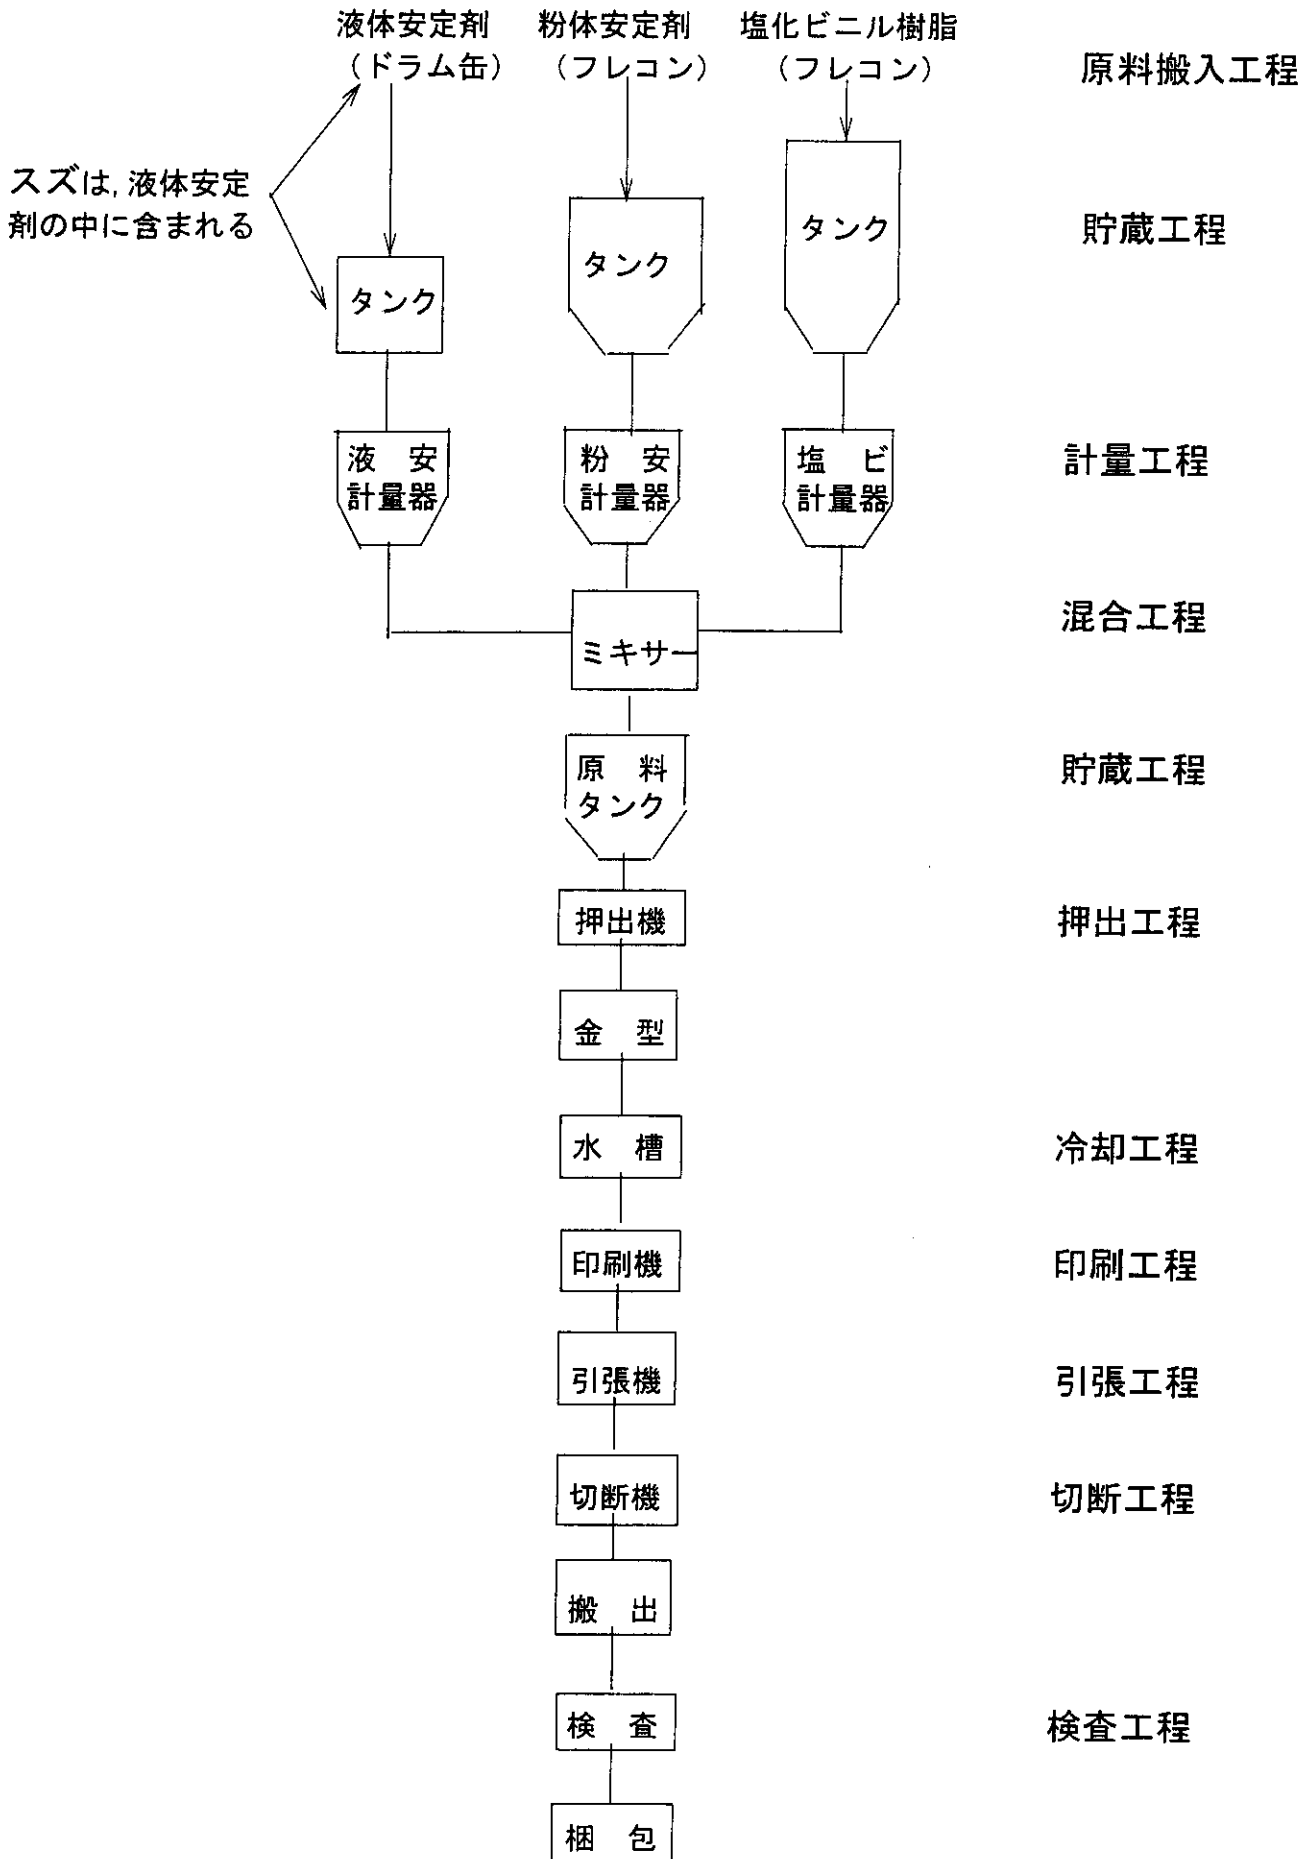 液体安定剤
（ドラム缶）
粉体安定剤
（フレコン）
塩化ビニル樹脂
（フレコン）
原料搬入工程
スズは,液体安定
剤の中に含まれる
タンク
タンク
タンク
貯蔵工程
液 安
計量器
粉 安
計量器
塩 ビ
計量器
計量工程
ミキサー
混合工程
原 料
タンク
貯蔵工程
押出機
押出工程
金 型
水 槽
冷却工程
印刷機
印刷工程
引張機
引張工程
切断機
切断工程
搬 出
検 査
検査工程
梱 包